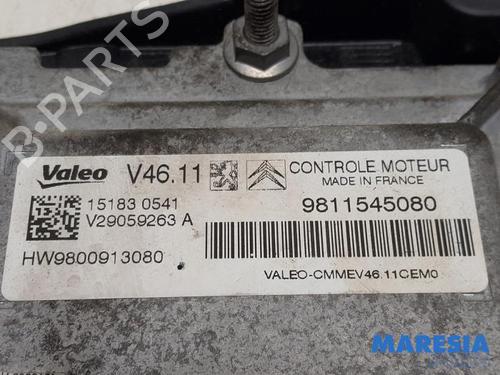 B-PARTS
Valeo V46.11 CONTROLE MOTEUR
MADE IN FRANCE
15183 0541
V29059263 A
9811545080
HW9800913080
VALEO-CMMEV46.11CEM0
MARESIA